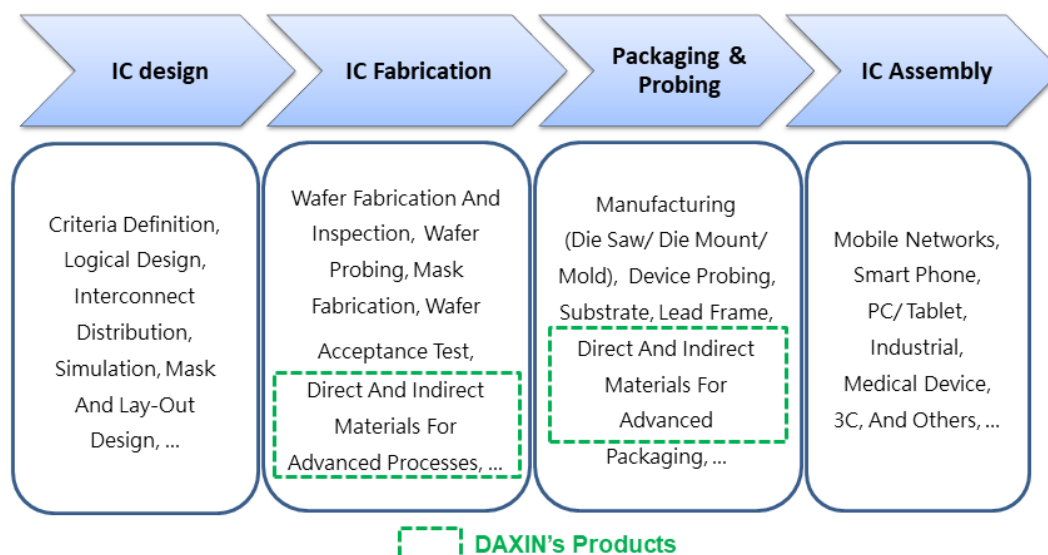 IC design
IC Fabrication
Packaging &
Probing
IC Assembly
Criteria Definition,
Logical Design,
Interconnect
Distribution,
Simulation, Mask
And Lay-Out
Design, ...
Wafer Fabrication And
Inspection, Wafer
Probing, Mask
Fabrication, Wafer
Acceptance Test,
Direct And Indirect
Materials For
Advanced Processes, ...
Manufacturing
(Die Saw/ Die Mount/
Mold), Device Probing,
Substrate, Lead Frame,
Direct And Indirect
Materials For
Advanced
Packaging, ...
Mobile Networks,
Smart Phone,
PC/ Tablet,
Industrial,
Medical Device,
3C, And Others, ...
DAXIN's Products